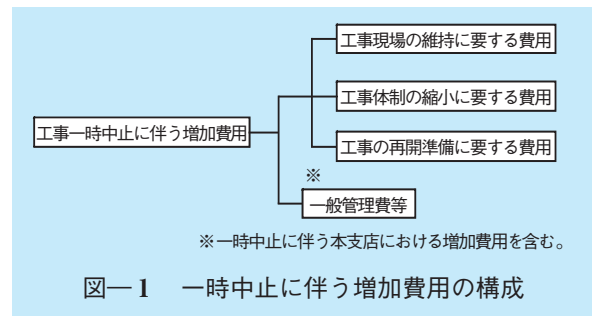 工事現場の維持に要する費用
工事体制の縮小に要する費用
工事一時中止に伴う増加費用
工事の再開準備に要する費用
※
一般管理費等
※一時中止に伴う本支店における増加費用を含む。
図―1 一時中止に伴う増加費用の構成